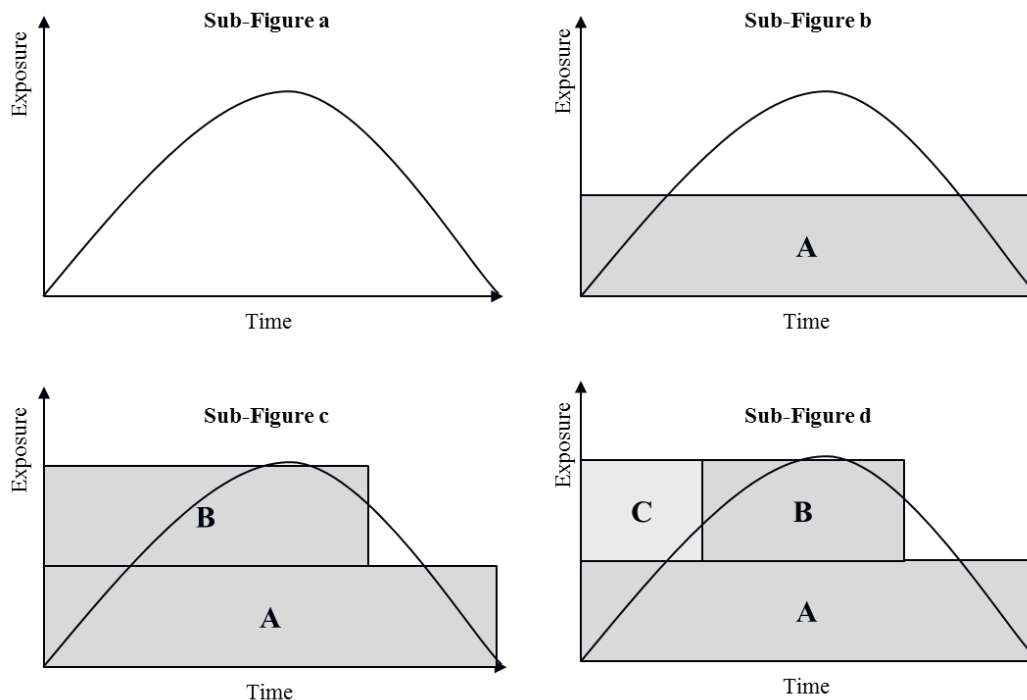 Sub-Figure a
Exposure
Time
Sub-Figure b
Exposure
A
Time
Sub-Figure c
Exposure
B
A
Time
Sub-Figure d
Exposure
C
B
A
Time